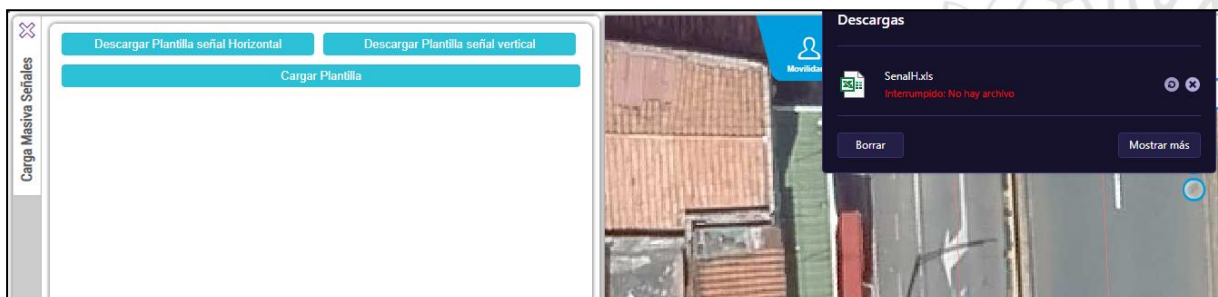 Carga Masiva Señales
Descargar Plantilla señal Horizontal
Descargar Plantilla señal vertical
Cargar Plantilla
Movilidad
Descargas
SenalH.xls
Interrumpido: No hay archivo
Borrar
Mostrar más